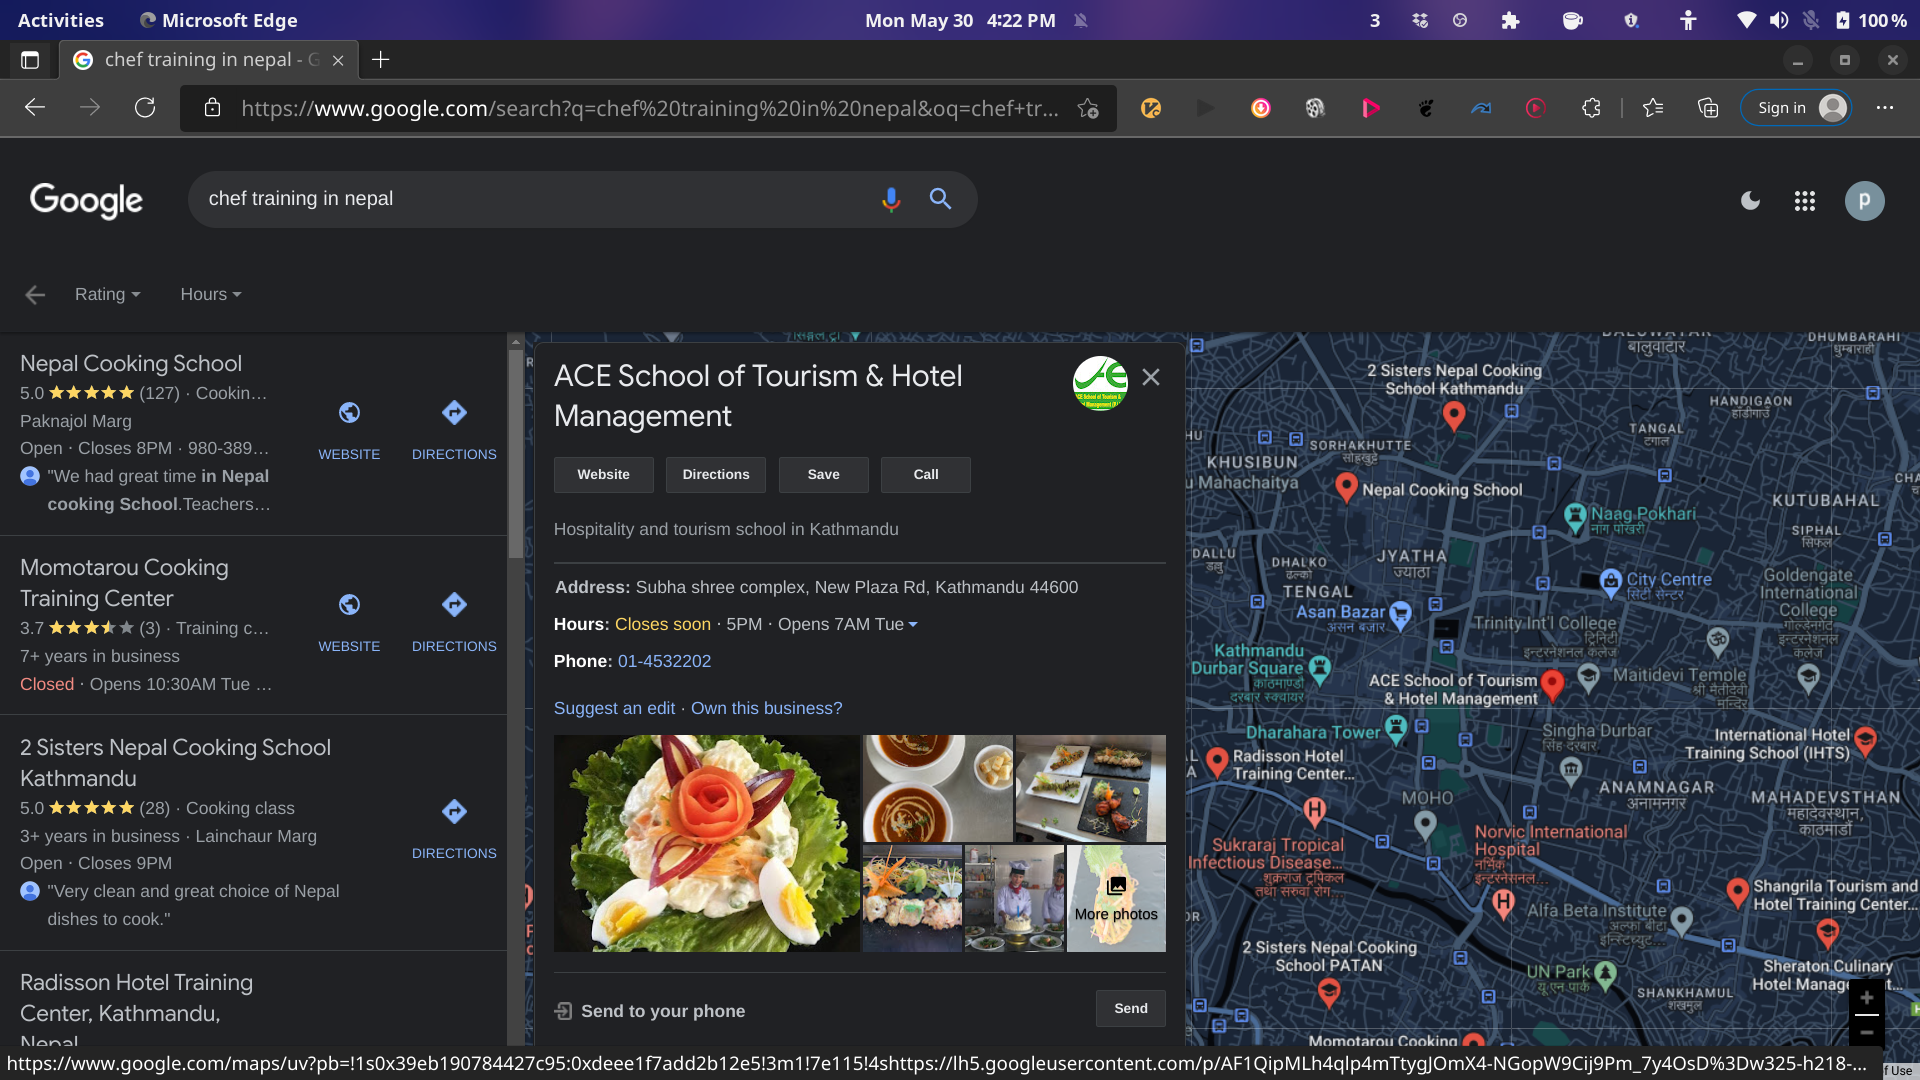 Activities
Microsoft Edge
Mon May 30 4:22 PM
3
100 %
chef training in nepal - G
https://www.google.com/search?q=chef%20training%20in%20nepal&oq=chef+tr...
Sign in
Google
chef training in nepal
p
Rating
Hours
Nepal Cooking School
5.0 (127) · Cookin...
Paknajol Marg
Open · Closes 8PM · 980-389...
"We had great time in Nepal
cooking School.Teachers...
WEBSITE
DIRECTIONS
Momotarou Cooking
Training Center
3.7 (3) · Training c...
7+ years in business
Closed · Opens 10:30AM Tue ...
WEBSITE
DIRECTIONS
2 Sisters Nepal Cooking School
Kathmandu
5.0 (28) · Cooking class
3+ years in business · Lainchaur Marg
Open · Closes 9PM
"Very clean and great choice of Nepal
dishes to cook."
DIRECTIONS
Radisson Hotel Training
Center, Kathmandu,
Nepal
ACE School of Tourism & Hotel
Management
Website
Directions
Save
Call
Hospitality and tourism school in Kathmandu
Address: Subha shree complex, New Plaza Rd, Kathmandu 44600
Hours: Closes soon · 5PM · Opens 7AM Tue
Phone: 01-4532202
Suggest an edit · Own this business?
More photos
Send to your phone
Send
BALUWATAR
बालुवाटार
DHUMBARAHI
धुम्बाराही
2 Sisters Nepal Cooking
School Kathmandu
HANDIGAON
हाँडीगाउँ
TANGAL
टंगाल
SORHAKHUTTE
सोह्रखुट्टे
KHUSIBUN
u Mahachaitya
Nepal Cooking School
KUTUBAHAL
Naag Pokhari
नाग पोखरी
SIPHAL
सिफल
DALLU
डल्लु
DHALKO
ढल्को
JYATHA
ज्याठा
TENGAL
City Centre
सिटी सेन्टर
Goldengate
International
College
गोल्डेनगेट
इन्टरनेशनल
कलेज
Asan Bazar
असन बजार
Trinity Int'l College
ट्रिनिटी
इन्टरनेशनल कलेज
Kathmandu
Durbar Square
काठमाण्डौ
दरबार स्क्वायर
Maitidevi Temple
श्री मैतीदेवी
मन्दिर
ACE School of Tourism
& Hotel Management
Dharahara Tower
Singha Durbar
सिंह दरबार
International Hotel
Training School (IHTS)
Radisson Hotel
Training Center...
ANAMNAGAR
अनामनगर
MAHADEVSTHAN
महादेवस्थान,
काठमाडौं
MOHO
Norvic International
Hospital
नर्भिक
इन्टरनेसनल...
Sukraraj Tropical
Infectious Disease...
शुक्रराज ट्रपिकल
तथा सरुवा रोग...
Shangrila Tourism and
Hotel Training Center...
Alfa Beta Institute
अल्फा बीटा
इन्स्टिच्युट...
2 Sisters Nepal Cooking
School PATAN
UN Park
यू एन पार्क
SHANKHAMUL
शंखमुल
Sheraton Culinary
Hotel Manag
Momotarou Cooking
https://www.google.com/maps/uv?pb=!1s0x39eb190784427c95:0xdeee1f7add2b12e5!3m1!7e115!4shttps://lh5.googleusercontent.com/p/AF1QipMLh4qlp4mTtygJOmX4-NGopW9Cij9Pm_7y4OsD%3Dw325-h218-...
f Use